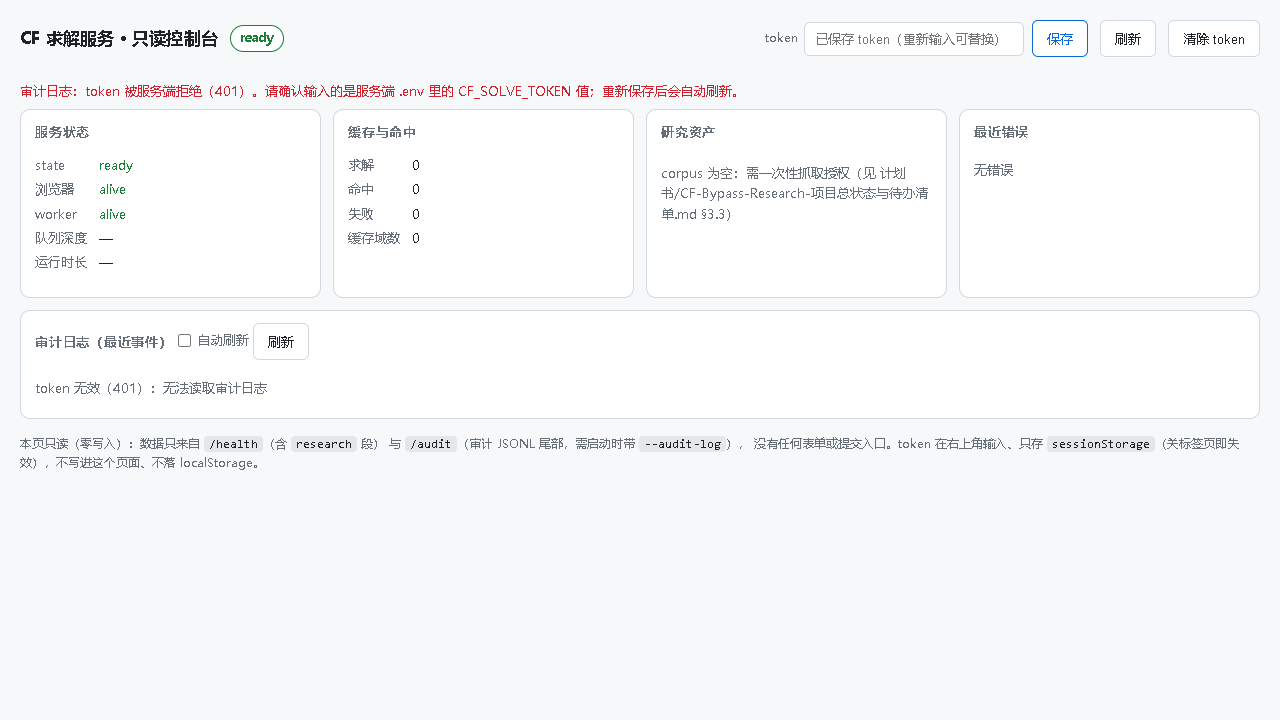 CF 求解服务 · 只读控制台 ready token 已保存 token（重新输入可替换） 保存 刷新 清除 token
审计日志：token 被服务端拒绝（401）。请确认输入的是服务端 .env 里的 CF_SOLVE_TOKEN 值；重新保存后会自动刷新。
服务状态
state ready
浏览器 alive
worker alive
队列深度 —
运行时长 —
缓存与命中
求解 0
命中 0
失败 0
缓存域数 0
研究资产
corpus 为空：需一次性抓取授权（见 计划
书/CF-Bypass-Research-项目总状态与待办清
单.md §3.3）
最近错误
无错误
审计日志（最近事件） 自动刷新 刷新
token 无效（401）：无法读取审计日志
本页只读（零写入）：数据只来自 /health（含 research 段） 与 /audit（审计 JSONL 尾部，需启动时带 --audit-log）， 没有任何表单或提交入口。token 在右上角输入、只存 sessionStorage（关标签页即失
效），不写进这个页面、不落 localStorage。